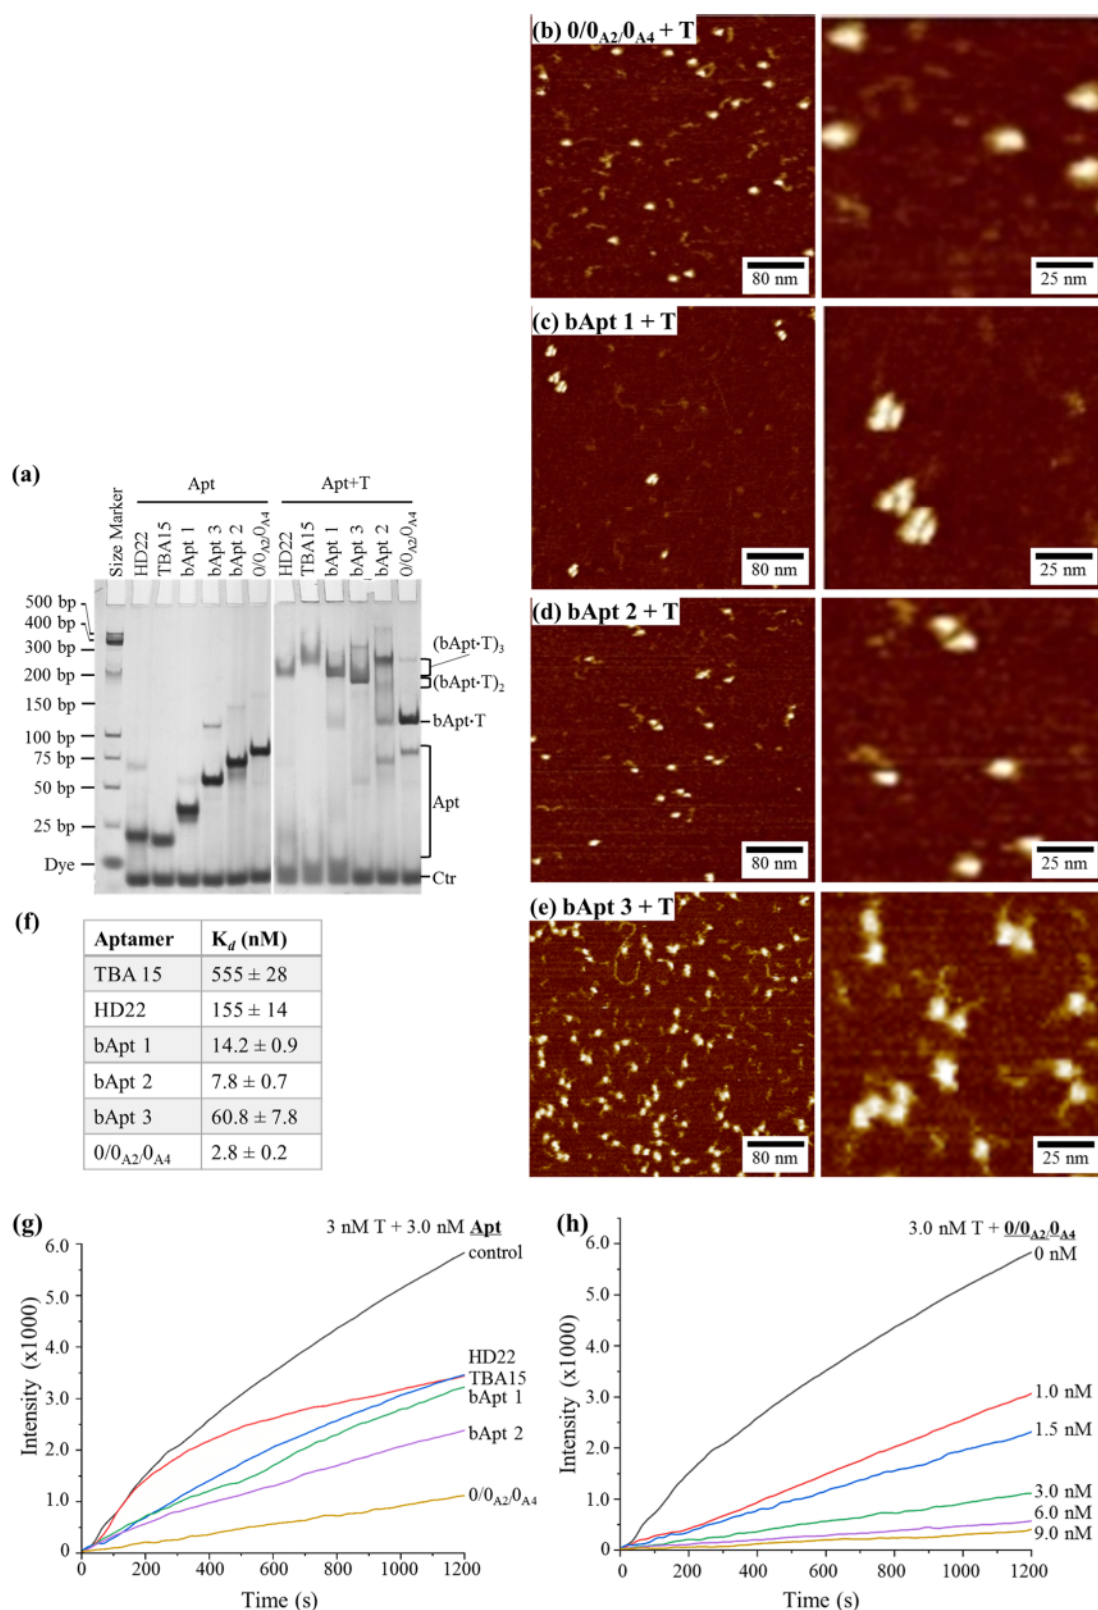 (b) 0/0A2/0A4 + T
80 nm
25 nm
(c) bApt 1 + T
80 nm
25 nm
(a)
Apt
Apt+T
Size Marker
HD22
TBA15
bApt 1
bApt 3
bApt 2
0/0A2/0A4
HD22
TBA15
bApt 1
bApt 3
bApt 2
0/0A2/0A4
500 bp
400 bp
300 bp
200 bp
150 bp
100 bp
75 bp
50 bp
25 bp
Dye
(bApt·T)3
(bApt·T)2
bApt·T
Apt
Ctr
(d) bApt 2 + T
80 nm
25 nm
(e) bApt 3 + T
80 nm
25 nm
(f)
Aptamer Kd (nM)
TBA 15 555 ± 28
HD22 155 ± 14
bApt 1 14.2 ± 0.9
bApt 2 7.8 ± 0.7
bApt 3 60.8 ± 7.8
0/0A2/0A4 2.8 ± 0.2
(g)
3 nM T + 3.0 nM Apt
control
HD22
TBA15
bApt 1
bApt 2
0/0A2/0A4
Intensity (x1000)
6.0
5.0
4.0
3.0
2.0
1.0
0
0 200 400 600 800 1000 1200
Time (s)
(h)
3.0 nM T + 0/0A2/0A4
0 nM
1.0 nM
1.5 nM
3.0 nM
6.0 nM
9.0 nM
Intensity (x1000)
6.0
5.0
4.0
3.0
2.0
1.0
0
0 200 400 600 800 1000 1200
Time (s)